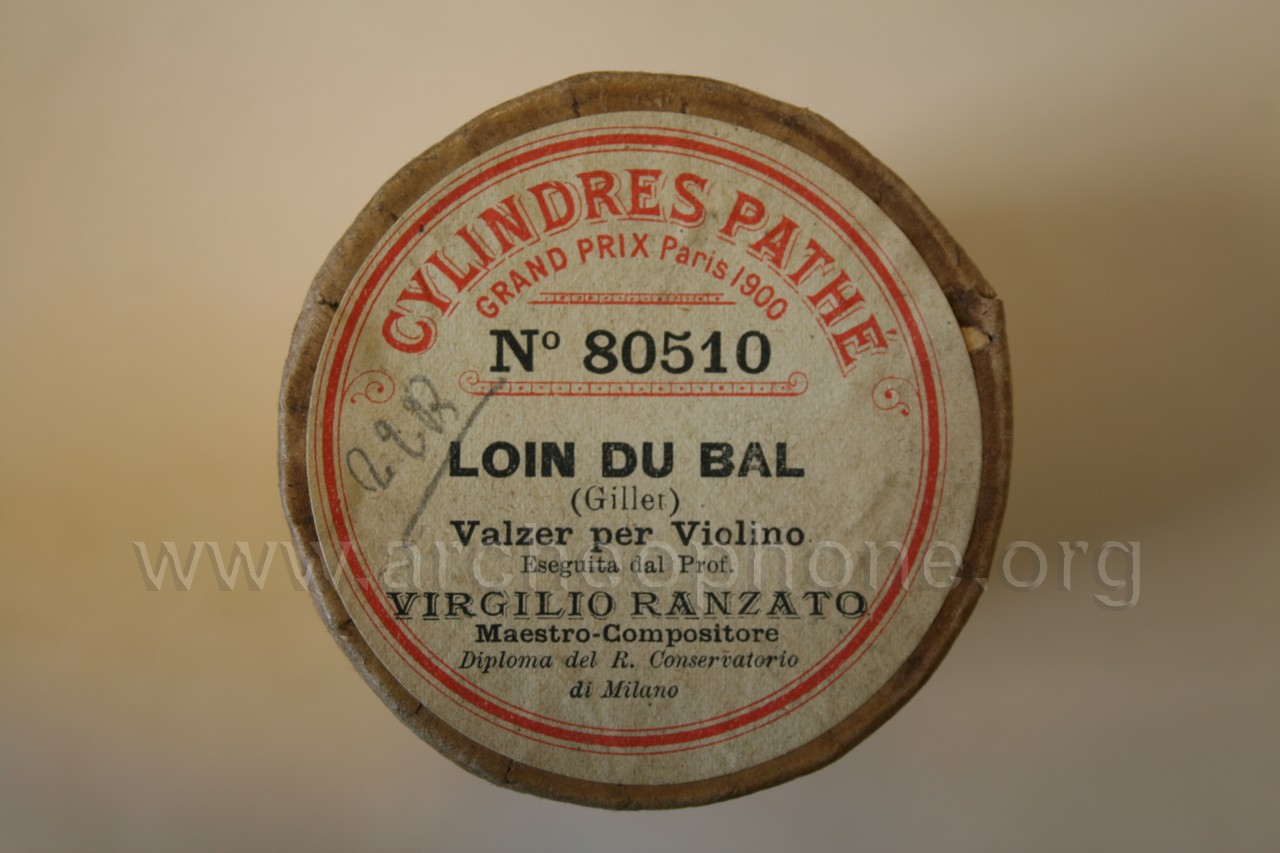 CYLINDRES PATHÉ
GRAND PRIX Paris 1900
Nº 80510
LOIN DU BAL
(Gillet)
Valzer per Violino
Eseguita dal Prof.
www.archeophone.org
VIRGILIO RANZATO
Maestro-Compositore
Diploma del R. Conservatorio
di Milano